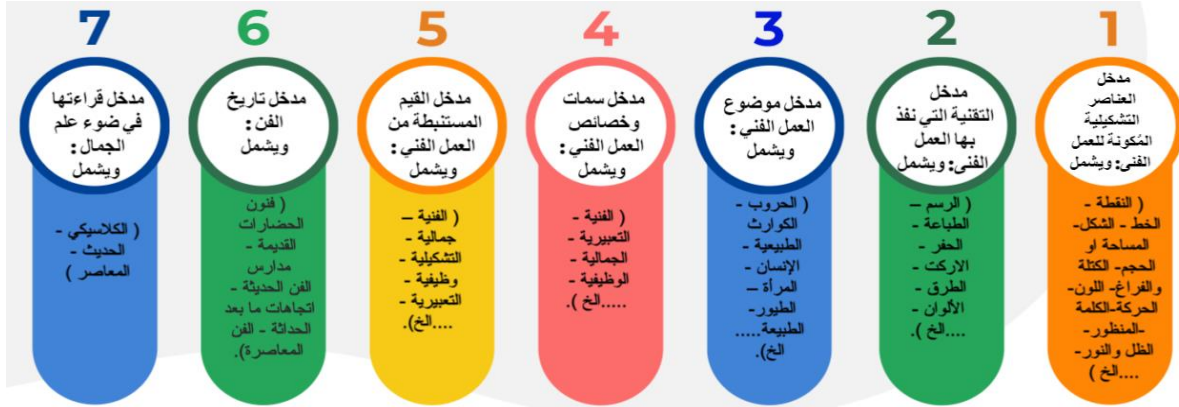 1
مدخل
العناصر
التشكيلية
المُكونة للعمل
الفنى: ويشمل
( النقطة -
الخط - الشكل-
المساحة او
الحجم- الكتلة
والفراغ- اللون-
الحركة-الكلمة
-المنظور-
الظل والنور-
....الخ )
2
مدخل
التقنية التي نفذ
بها العمل
الفنى: ويشمل
( الرسم –
الطباعة -
الحفر -
الاركت -
الطرق -
الألوان -
....الخ ).
3
مدخل موضوع
العمل الفني :
ويشمل
( الحروب -
الكوارث
الطبيعية -
الإنسان -
المرأة –
الطيور-
الطبيعة.....
الخ).
4
مدخل سمات
وخصائص
العمل الفني :
ويشمل
( الفنية -
التعبيرية -
الجمالية -
الوظيفية -
.....الخ ).
5
مدخل القيم
المستنبطة من
العمل الفني :
ويشمل
( الفنية –
جمالية -
التشكيلية -
وظيفية -
التعبيرية -
....الخ).
6
مدخل تاريخ
الفن :
ويشمل
( فنون
الحضارات
القديمة -
مدارس
الفن الحديثة -
اتجاهات ما بعد
الحداثة - الفن
المعاصرة).
7
مدخل قراءتها
في ضوء علم
الجمال :
ويشمل
( الكلاسيكي -
الحديث -
المعاصر )